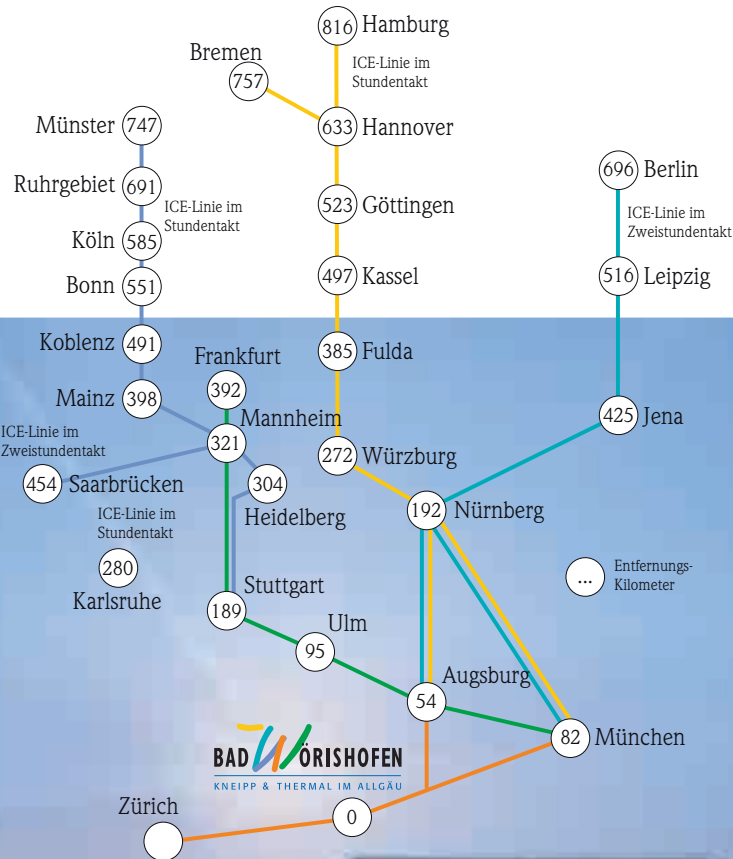 816 Hamburg
Bremen
757
ICE-Linie im
Stundentakt
Münster 747
633 Hannover
696 Berlin
Ruhrgebiet 691
ICE-Linie im
Stundentakt
523 Göttingen
ICE-Linie im
Zweistundentakt
Köln 585
Bonn 551
497 Kassel
516 Leipzig
Koblenz 491
Frankfurt
392
385 Fulda
Mainz 398
Mannheim
321
425 Jena
ICE-Linie im
Zweistundentakt
272 Würzburg
454 Saarbrücken
304
Heidelberg
192 Nürnberg
ICE-Linie im
Stundentakt
280
Karlsruhe
...
Entfernungs-
Kilometer
Stuttgart
189
Ulm
95
Augsburg
54
82 München
BAD WÖRISHOFEN
KNEIPP & THERMAL IM ALLGÄU
Zürich
0